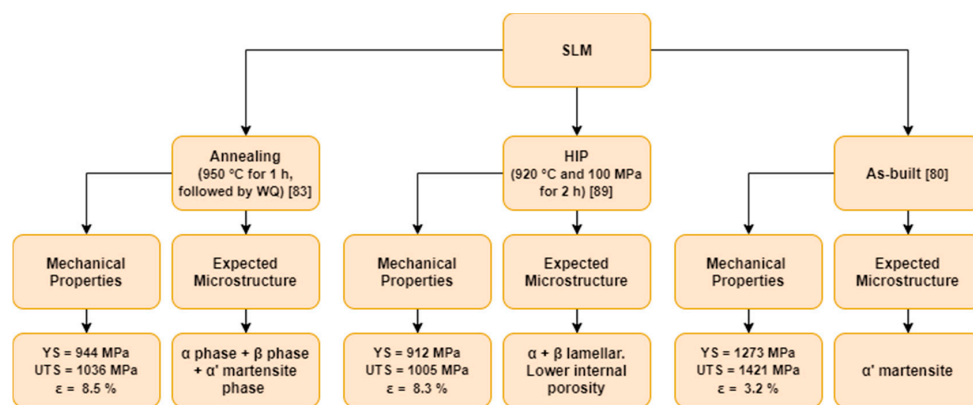 SLM
Annealing
(950 °C for 1 h,
followed by WQ) [83]
HIP
(920 °C and 100 MPa
for 2 h) [89]
As-built [80]
Mechanical
Properties
Expected
Microstructure
Mechanical
Properties
Expected
Microstructure
Mechanical
Properties
Expected
Microstructure
YS = 944 MPa
UTS = 1036 MPa
ε = 8.5 %
α phase + β phase
+ α' martensite
phase
YS = 912 MPa
UTS = 1005 MPa
ε = 8.3 %
α + β lamellar.
Lower internal
porosity
YS = 1273 MPa
UTS = 1421 MPa
ε = 3.2 %
α' martensite